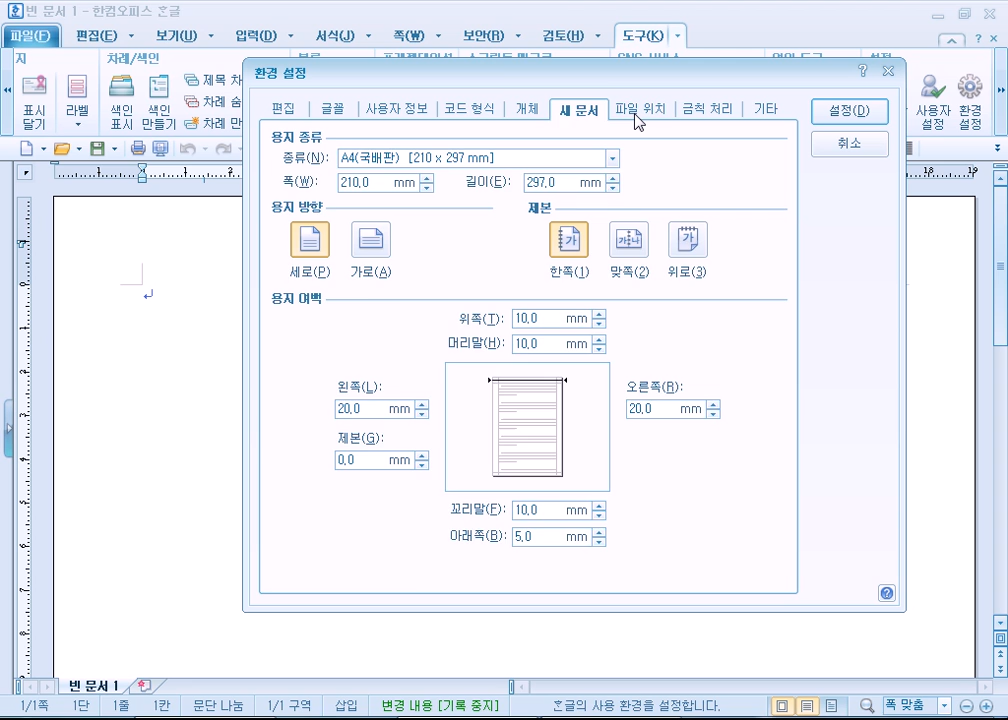 빈 문서 1 - 한컴오피스 흔글
파일(F) 편집(E) 보기(U) 입력(D) 서식(J) 쪽(W) 보안(R) 검토(H) 도구(K)
차례/색인
표시 달기 라벨 색인 표시 색인 만들기 제목 차 차례 숨 차례 만 사용자 설정 환경 설정
환경 설정
편집 글꼴 사용자 정보 코드 형식 개체 새 문서 파일 위치 금칙 처리 기타
설정(D)
취소
용지 종류
종류(N): A4(국배판) [210 x 297 mm]
폭(W): 210.0 mm 길이(E): 297.0 mm
용지 방향 제본
세로(P) 가로(A) 한쪽(1) 맞쪽(2) 위로(3)
용지 여백
위쪽(T): 10.0 mm
머리말(H): 10.0 mm
왼쪽(L): 20.0 mm
오른쪽(R): 20.0 mm
제본(G): 0.0 mm
꼬리말(F): 10.0 mm
아래쪽(B): 5.0 mm
빈 문서 1
1/1쪽 1단 1줄 1칸 문단 나눔 1/1 구역 삽입 변경 내용 [기록 중지] 흔글의 사용 환경을 설정합니다. 폭 맞춤